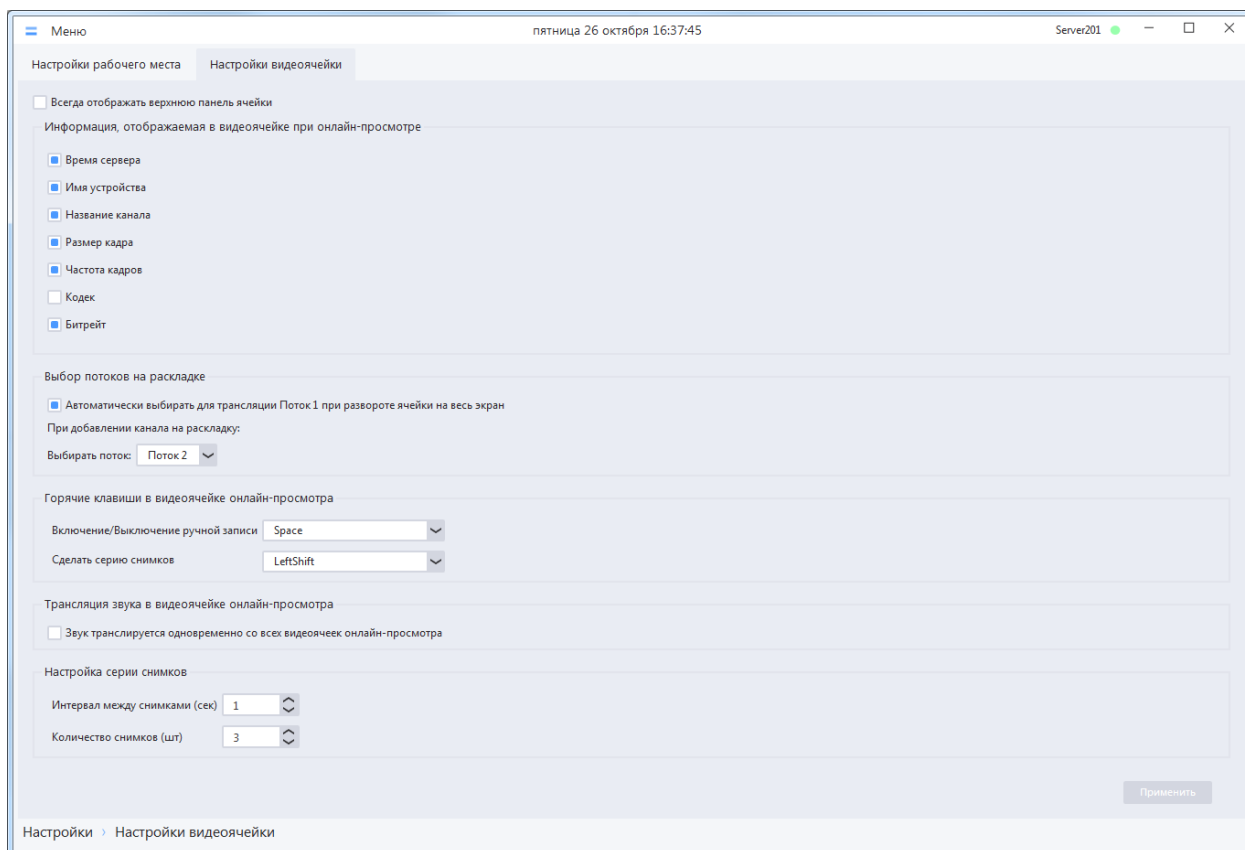 Меню
пятница 26 октября 16:37:45
Server201
Настройки рабочего места
Настройки видеоячейки
Всегда отображать верхнюю панель ячейки
Информация, отображаемая в видеоячейке при онлайн-просмотре
Время сервера
Имя устройства
Название канала
Размер кадра
Частота кадров
Кодек
Битрейт
Выбор потоков на раскладке
Автоматически выбирать для трансляции Поток 1 при развороте ячейки на весь экран
При добавлении канала на раскладку:
Выбирать поток: Поток 2
Горячие клавиши в видеоячейке онлайн-просмотра
Включение/Выключение ручной записи Space
Сделать серию снимков LeftShift
Трансляция звука в видеоячейке онлайн-просмотра
Звук транслируется одновременно со всех видеоячеек онлайн-просмотра
Настройка серии снимков
Интервал между снимками (сек) 1
Количество снимков (шт) 3
Применить
Настройки › Настройки видеоячейки